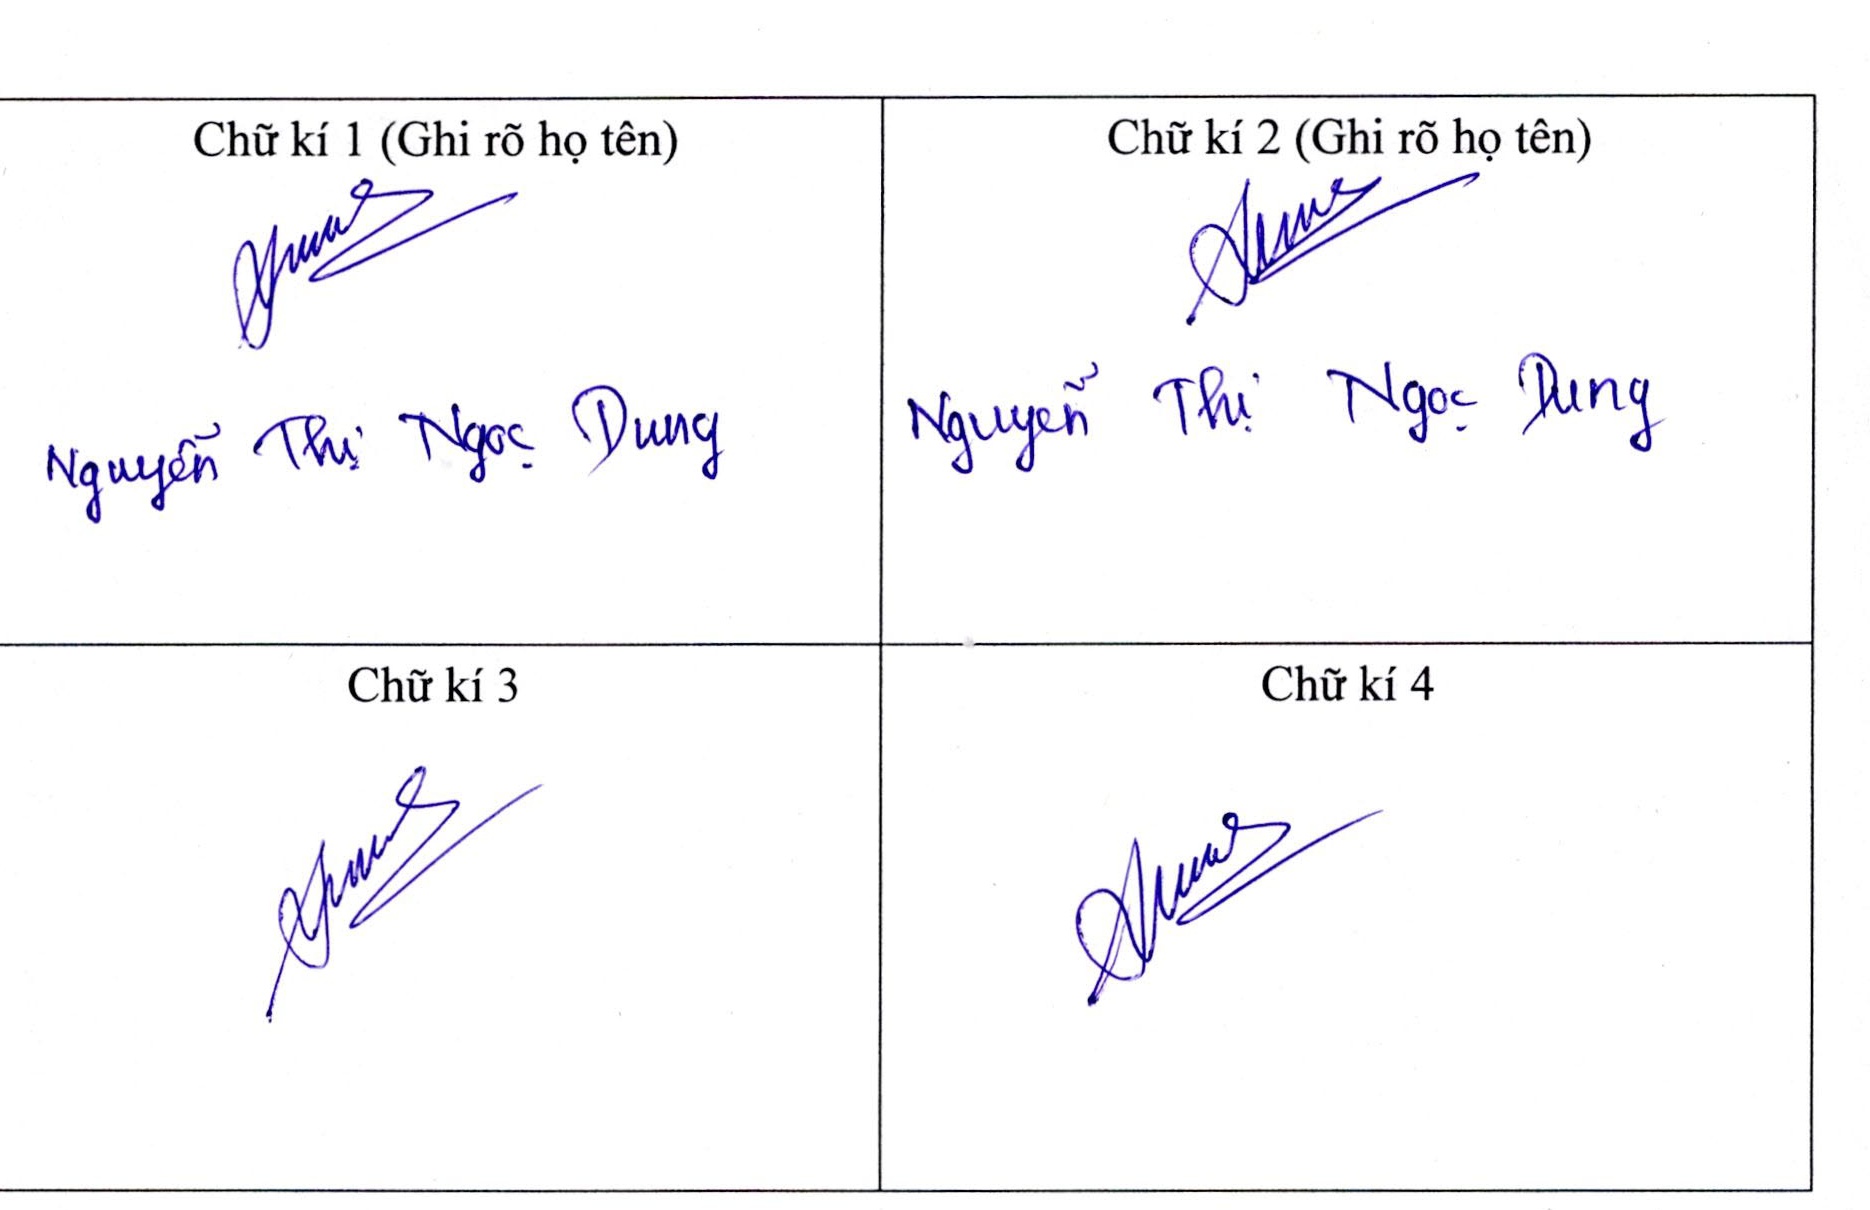 Chữ kí 1 (Ghi rõ họ tên)
Nguyễn Thị Ngọc Dung
Chữ kí 2 (Ghi rõ họ tên)
Nguyễn Thị Ngọc Dung
Chữ kí 3
Chữ kí 4